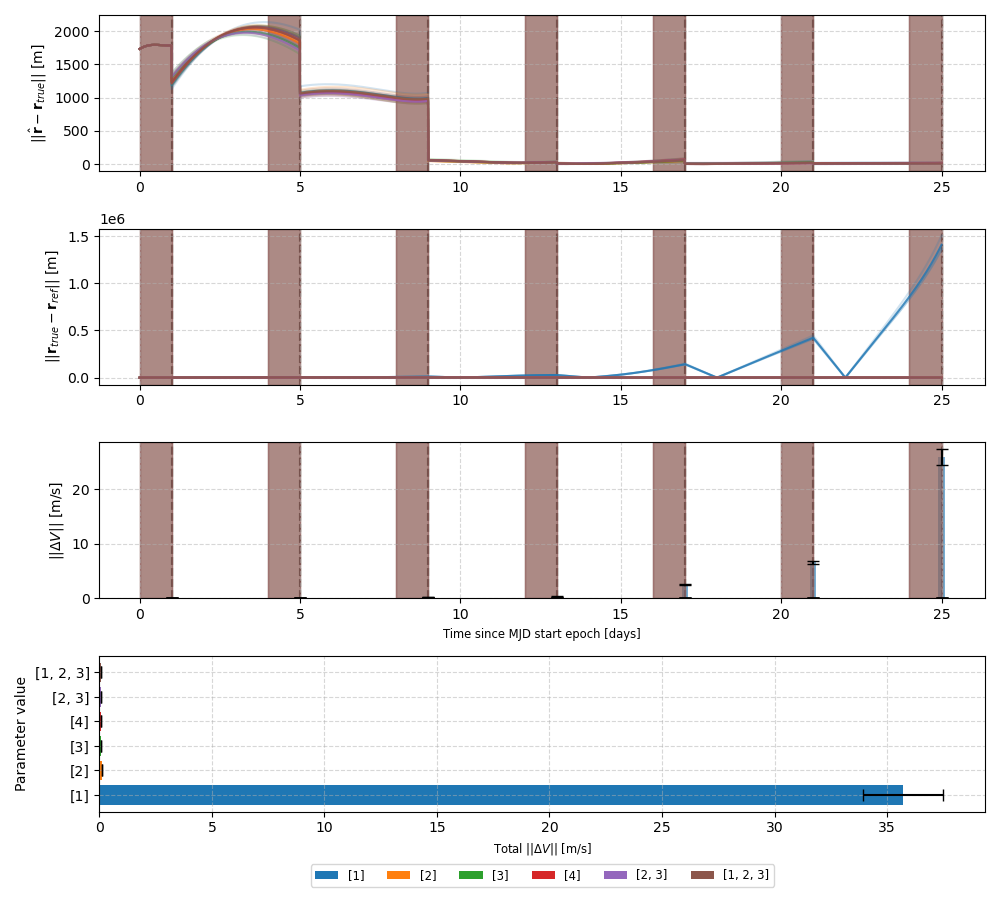 ||r̂ − r_true|| [m]
2000
1500
1000
500
0
0 5 10 15 20 25
1e6
||r_true − r_ref|| [m]
1.5
1.0
0.5
0.0
0 5 10 15 20 25
||ΔV|| [m/s]
20
10
0
0 5 10 15 20 25
Time since MJD start epoch [days]
Parameter value
[1, 2, 3]
[2, 3]
[4]
[3]
[2]
[1]
0 5 10 15 20 25 30 35
Total ||ΔV|| [m/s]
[1] [2] [3] [4] [2, 3] [1, 2, 3]